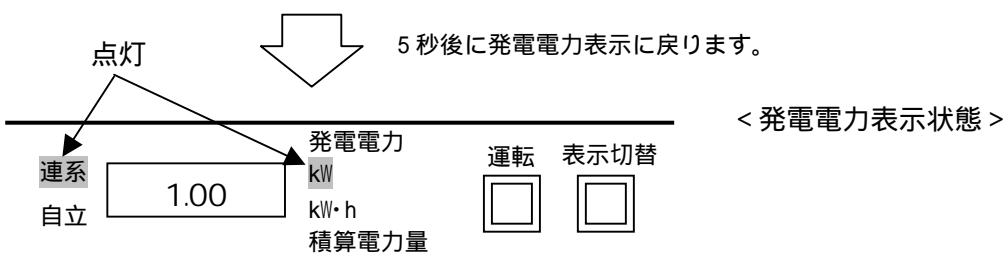 5秒後に発電電力表示に戻ります。
点灯
<発電電力表示状態>
発電電力
連系
kW
1.00
自立
kW・h
積算電力量
運転
表示切替